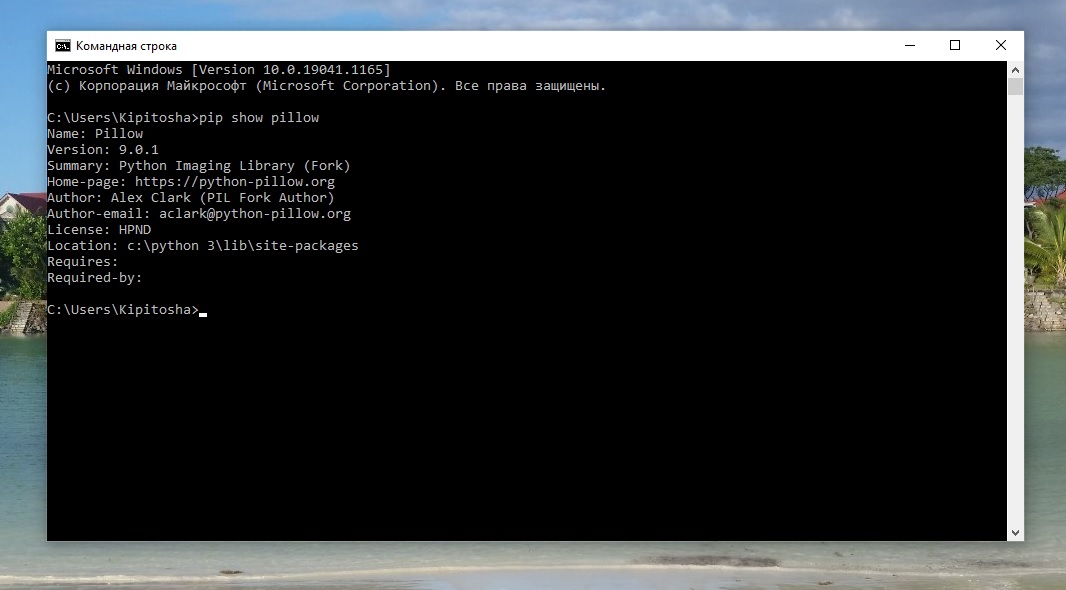 Командная строка
Microsoft Windows [Version 10.0.19041.1165]
(c) Корпорация Майкрософт (Microsoft Corporation). Все права защищены.
C:\Users\Kipitosha>pip show pillow
Name: Pillow
Version: 9.0.1
Summary: Python Imaging Library (Fork)
Home-page: https://python-pillow.org
Author: Alex Clark (PIL Fork Author)
Author-email: aclark@python-pillow.org
License: HPND
Location: c:\python 3\lib\site-packages
Requires:
Required-by:
C:\Users\Kipitosha>